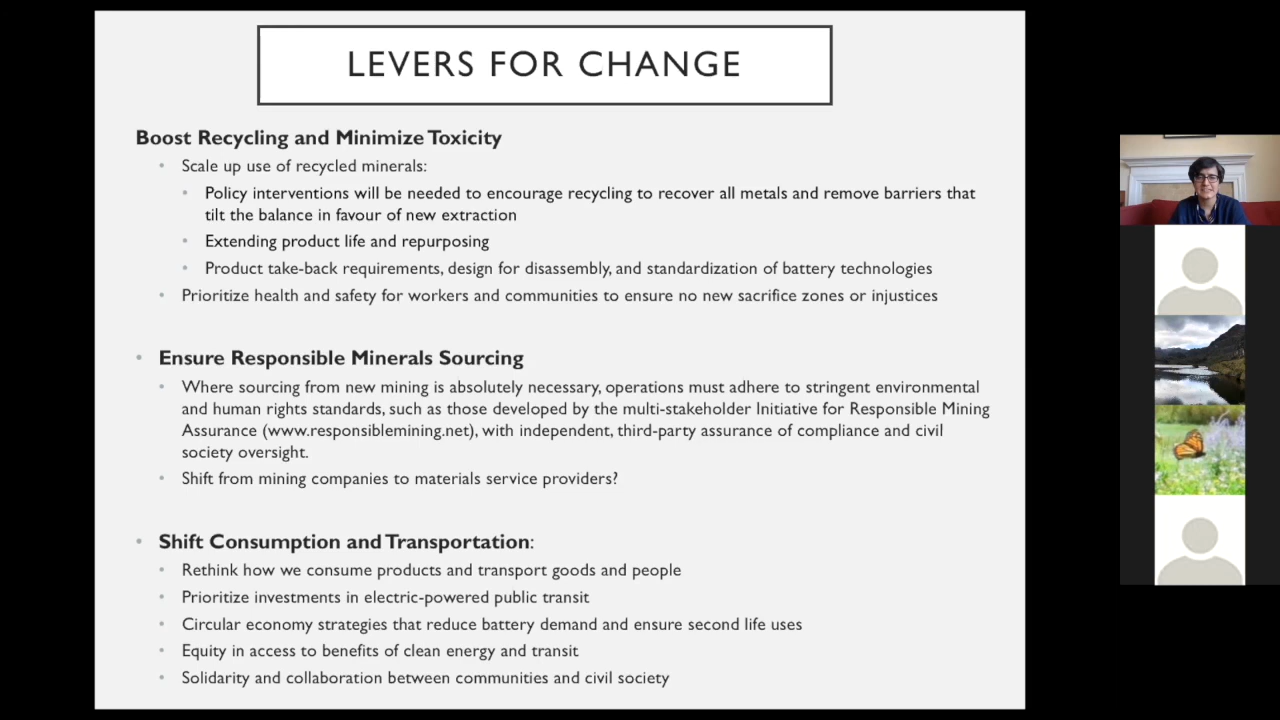 LEVERS FOR CHANGE
Boost Recycling and Minimize Toxicity
• Scale up use of recycled minerals:
• Policy interventions will be needed to encourage recycling to recover all metals and remove barriers that
tilt the balance in favour of new extraction
• Extending product life and repurposing
• Product take-back requirements, design for disassembly, and standardization of battery technologies
• Prioritize health and safety for workers and communities to ensure no new sacrifice zones or injustices
• Ensure Responsible Minerals Sourcing
• Where sourcing from new mining is absolutely necessary, operations must adhere to stringent environmental
and human rights standards, such as those developed by the multi-stakeholder Initiative for Responsible Mining
Assurance (www.responsiblemining.net), with independent, third-party assurance of compliance and civil
society oversight.
• Shift from mining companies to materials service providers?
• Shift Consumption and Transportation:
• Rethink how we consume products and transport goods and people
• Prioritize investments in electric-powered public transit
• Circular economy strategies that reduce battery demand and ensure second life uses
• Equity in access to benefits of clean energy and transit
• Solidarity and collaboration between communities and civil society